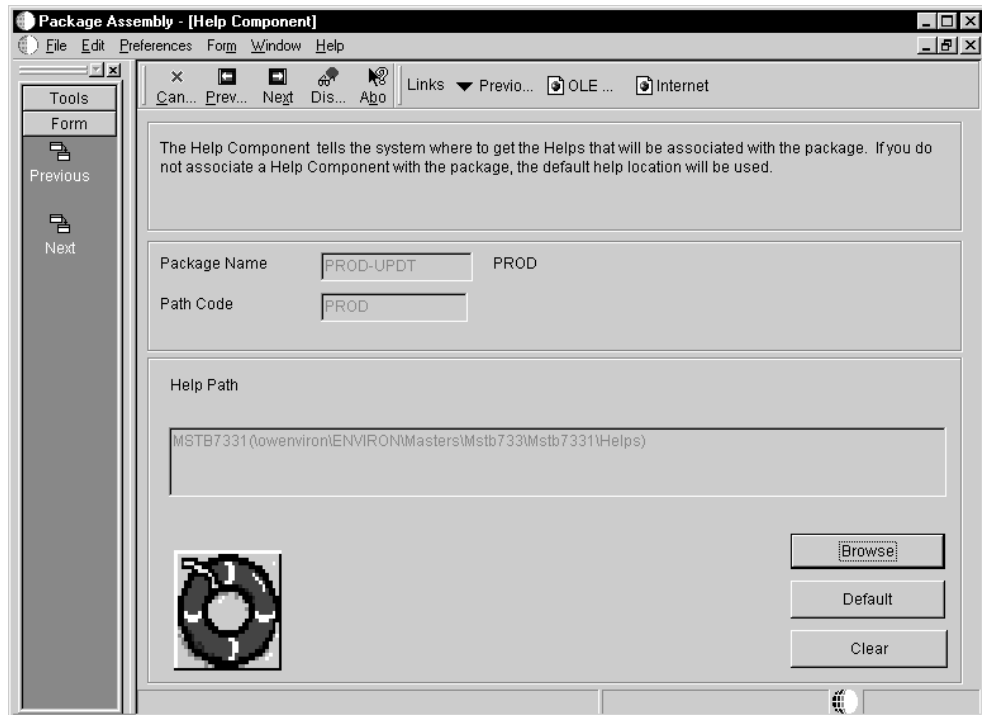 Package Assembly - [Help Component]
File Edit Preferences Form Window Help
Tools
Form
Previous
Next
Can... Prev... Next Dis... Abo Links Previo... OLE ... Internet
The Help Component tells the system where to get the Helps that will be associated with the package. If you do
not associate a Help Component with the package, the default help location will be used.
Package Name PROD-UPDT PROD
Path Code PROD
Help Path
MSTB7331(\owenviron\ENVIRON\Masters\Mstb733\Mstb7331\Helps)
Browse
Default
Clear